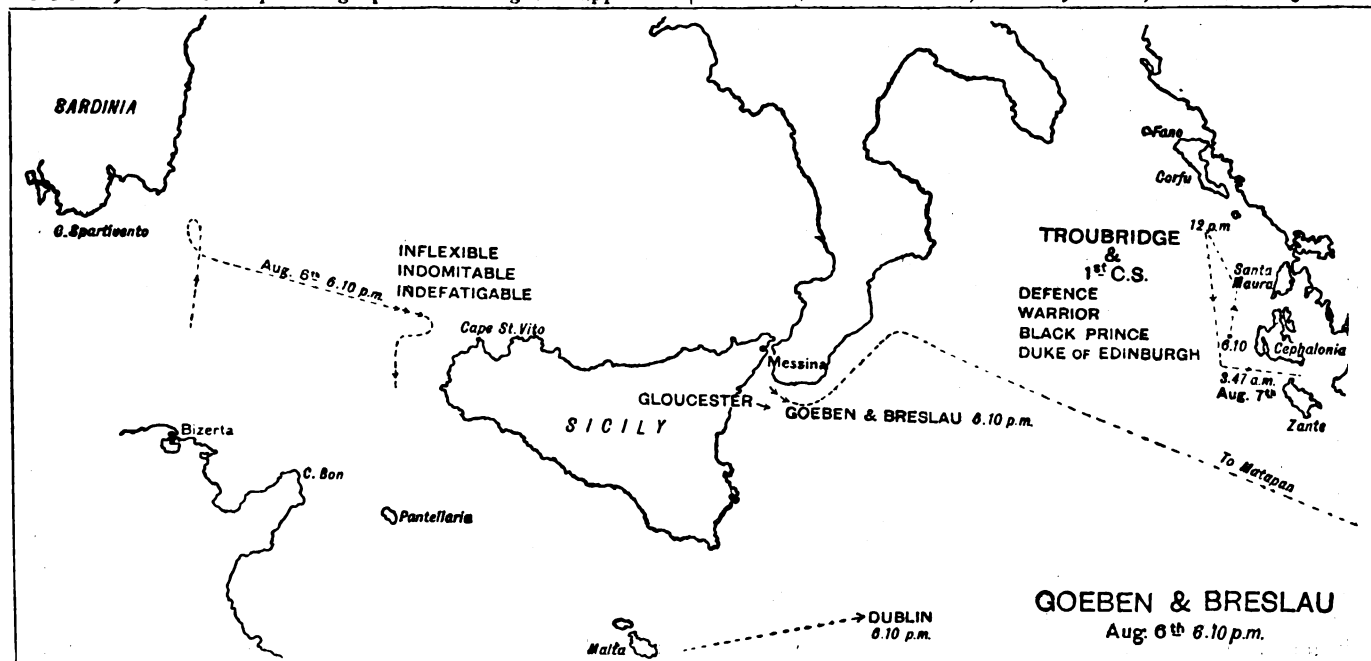 SARDINIA
C. Spartivento
Aug. 6th 6.10 p.m.
INFLEXIBLE
INDOMITABLE
INDEFATIGABLE
Cape St. Vito
Fano
Corfu
12 p.m
TROUBRIDGE
&
1st C.S.
DEFENCE
WARRIOR
BLACK PRINCE
DUKE OF EDINBURGH
Santa
Maura
6.10
Cephalonia
3.47 a.m.
Aug. 7th
Zante
Messina
GLOUCESTER
GOEBEN & BRESLAU 6.10 p.m.
SICILY
To Matapan
Bizerta
C. Bon
Pantellaria
Malta
DUBLIN
6.10 p.m.
GOEBEN & BRESLAU
Aug: 6th 6.10 p.m.